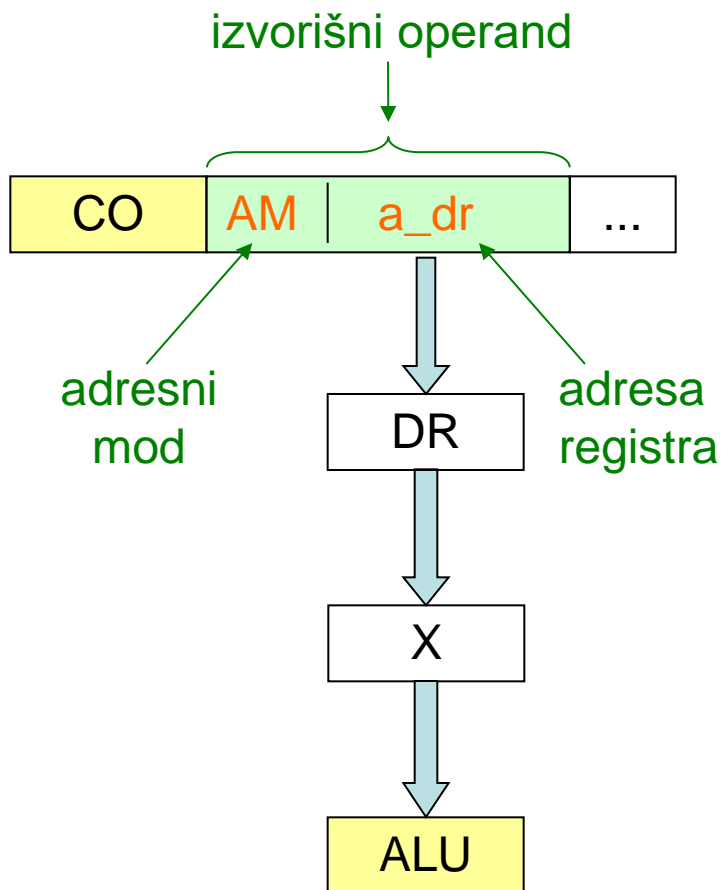 izvorišni operand
CO AM a_dr ...
adresni
mod
adresa
registra
DR
X
ALU